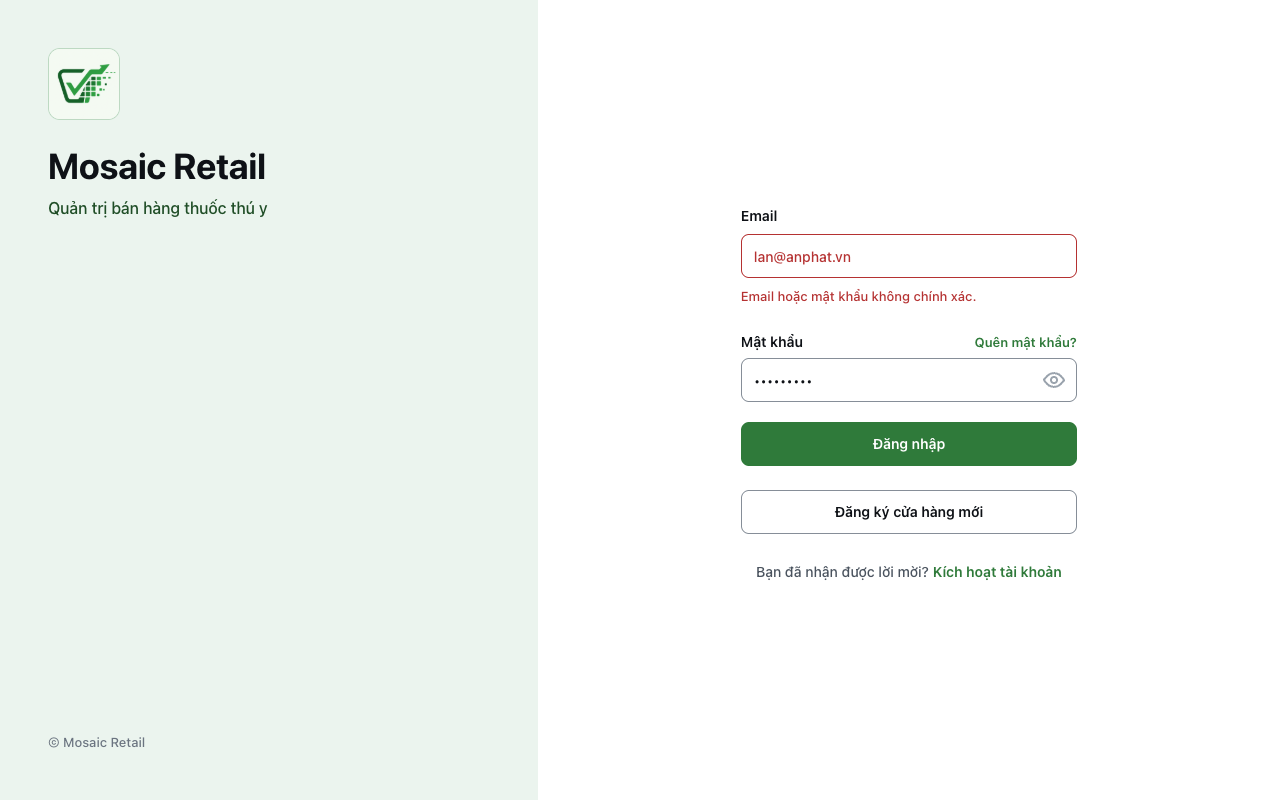 Mosaic Retail
Quản trị bán hàng thuốc thú y
Email
lan@anphat.vn
Email hoặc mật khẩu không chính xác.
Mật khẩu
Quên mật khẩu?
•••••••••
Đăng nhập
Đăng ký cửa hàng mới
Bạn đã nhận được lời mời? Kích hoạt tài khoản
© Mosaic Retail